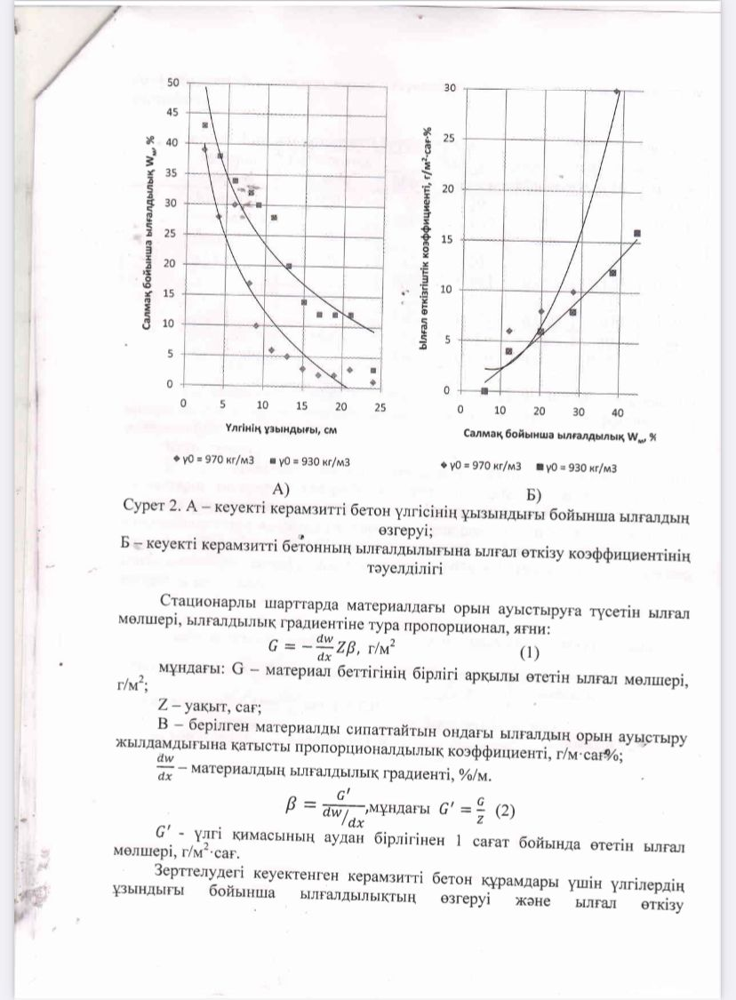 50
45
40
35
30
25
20
15
10
5
0
Салмақ бойынша ылғалдылық Wм, %
0 5 10 15 20 25
Үлгінің ұзындығы, см
γ0 = 970 кг/м3 γ0 = 930 кг/м3
30
25
20
15
10
5
0
Ылғал өткізгіштік коэффициенті, г/м²·сағ·%
0 10 20 30 40
Салмақ бойынша ылғалдылық Wм, %
γ0 = 970 кг/м3 γ0 = 930 кг/м3
А) Б)
Сурет 2. А – кеуекті керамзитті бетон үлгісінің ұызындығы бойынша ылғалдың
өзгеруі;
Б – кеуекті керамзитті бетонның ылғалдылығына ылғал өткізу коэффициентінің
тәуелділігі
Стационарлы шарттарда материалдағы орын ауыстыруға түсетін ылғал
мөлшері, ылғалдылық градиентіне тура пропорционал, яғни:
G = − dw/dx Zβ, г/м² (1)
мұндағы: G – материал беттігінің бірлігі арқылы өтетін ылғал мөлшері,
г/м²;
Z – уақыт, сағ;
В – берілген материалды сипаттайтын ондағы ылғалдың орын ауыстыру
жылдамдығына қатысты пропорционалдылық коэффициенті, г/м·сағ%;
dw/dx – материалдың ылғалдылық градиенті, %/м.
β = G′/(dw/dx),мұндағы G′ = G/Z (2)
G′ - үлгі қимасының аудан бірлігінен 1 сағат бойында өтетін ылғал
мөлшері, г/м²·сағ.
Зерттелудегі кеуектенген керамзитті бетон құрамдары үшін үлгілердің
ұзындығы бойынша ылғалдылықтың өзгеруі және ылғал өткізу